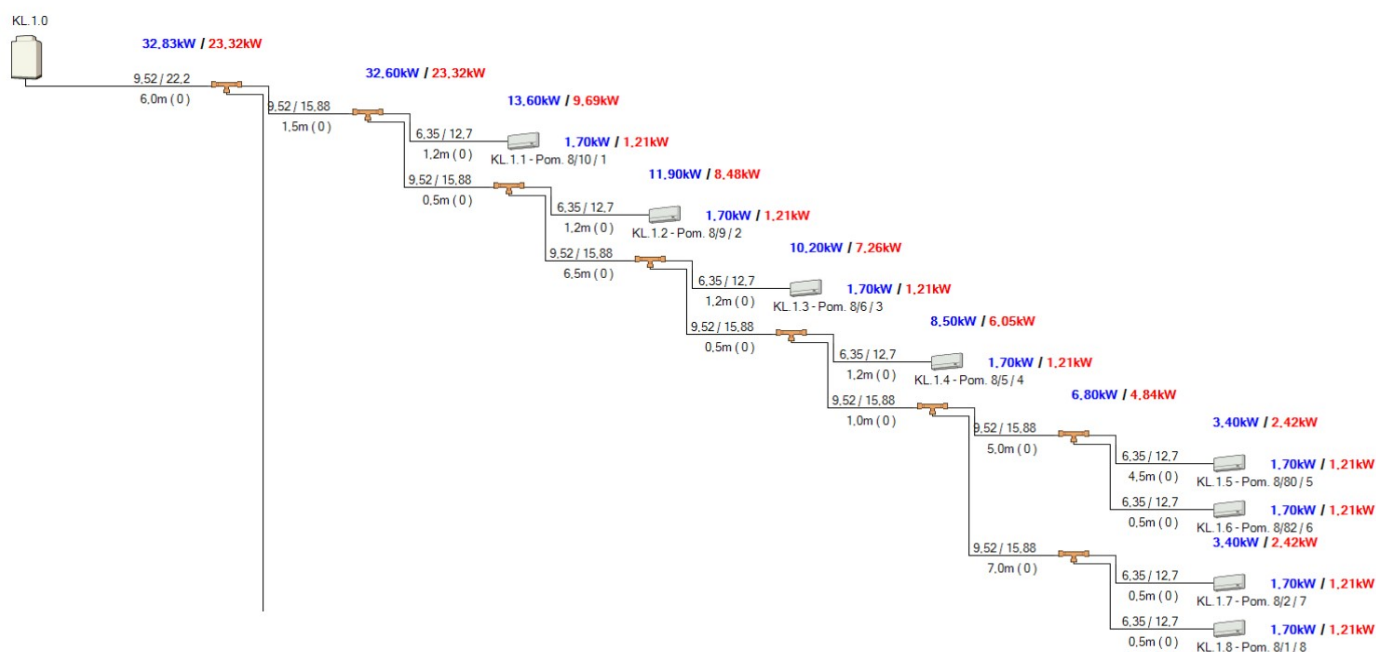 KL.1.0
32,83kW / 23,32kW
9,52 / 22,2
6,0m ( 0 )
32,60kW / 23,32kW
9,52 / 15,88
1,5m ( 0 )
13,60kW / 9,69kW
6,35 / 12,7
1,2m ( 0 )
1,70kW / 1,21kW
KL.1.1 - Pom. 8/10 / 1
9,52 / 15,88
0,5m ( 0 )
11,90kW / 8,48kW
6,35 / 12,7
1,2m ( 0 )
1,70kW / 1,21kW
KL.1.2 - Pom. 8/9 / 2
9,52 / 15,88
6,5m ( 0 )
10,20kW / 7,26kW
6,35 / 12,7
1,2m ( 0 )
1,70kW / 1,21kW
KL.1.3 - Pom. 8/6 / 3
9,52 / 15,88
0,5m ( 0 )
8,50kW / 6,05kW
6,35 / 12,7
1,2m ( 0 )
1,70kW / 1,21kW
KL.1.4 - Pom. 8/5 / 4
9,52 / 15,88
1,0m ( 0 )
6,80kW / 4,84kW
9,52 / 15,88
5,0m ( 0 )
3,40kW / 2,42kW
6,35 / 12,7
4,5m ( 0 )
1,70kW / 1,21kW
KL.1.5 - Pom. 8/80 / 5
6,35 / 12,7
0,5m ( 0 )
1,70kW / 1,21kW
KL.1.6 - Pom. 8/82 / 6
3,40kW / 2,42kW
9,52 / 15,88
7,0m ( 0 )
6,35 / 12,7
0,5m ( 0 )
1,70kW / 1,21kW
KL.1.7 - Pom. 8/2 / 7
6,35 / 12,7
0,5m ( 0 )
1,70kW / 1,21kW
KL.1.8 - Pom. 8/1 / 8